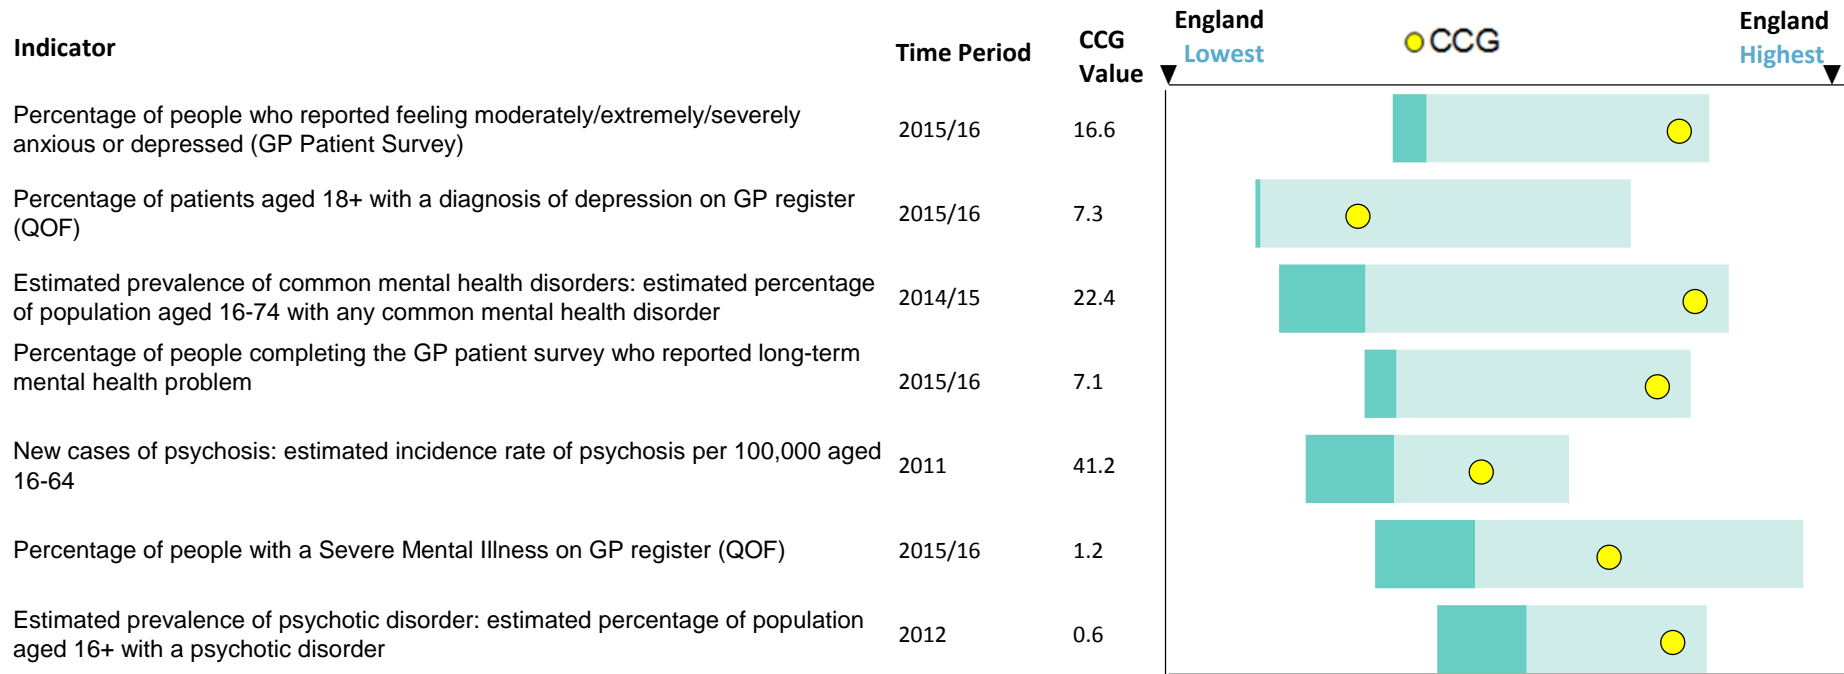 Indicator
Time Period
CCG
Value
England
Lowest
CCG
England
Highest
Percentage of people who reported feeling moderately/extremely/severely
anxious or depressed (GP Patient Survey)
2015/16
16.6
Percentage of patients aged 18+ with a diagnosis of depression on GP register
(QOF)
2015/16
7.3
Estimated prevalence of common mental health disorders: estimated percentage
of population aged 16-74 with any common mental health disorder
2014/15
22.4
Percentage of people completing the GP patient survey who reported long-term
mental health problem
2015/16
7.1
New cases of psychosis: estimated incidence rate of psychosis per 100,000 aged
16-64
2011
41.2
Percentage of people with a Severe Mental Illness on GP register (QOF)
2015/16
1.2
Estimated prevalence of psychotic disorder: estimated percentage of population
aged 16+ with a psychotic disorder
2012
0.6